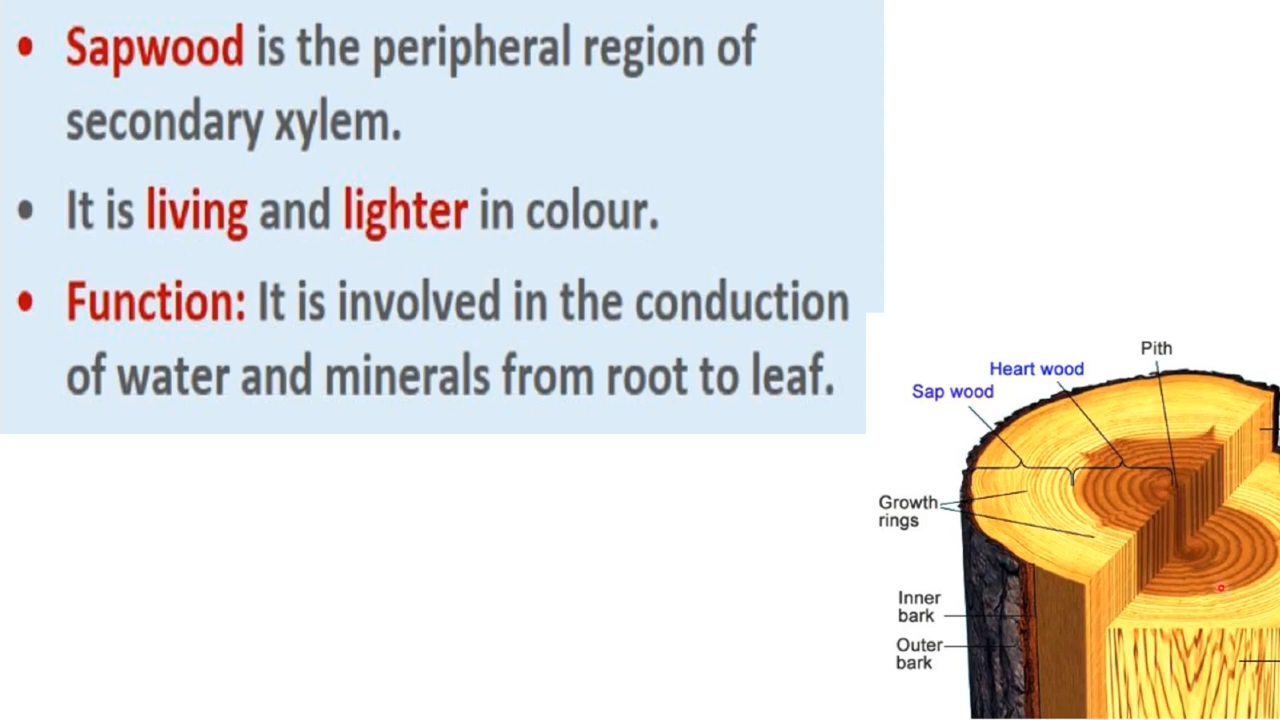 • Sapwood is the peripheral region of
secondary xylem.
• It is living and lighter in colour.
• Function: It is involved in the conduction
of water and minerals from root to leaf.
Pith
Heart wood
Sap wood
Growth
rings
Inner
bark
Outer
bark